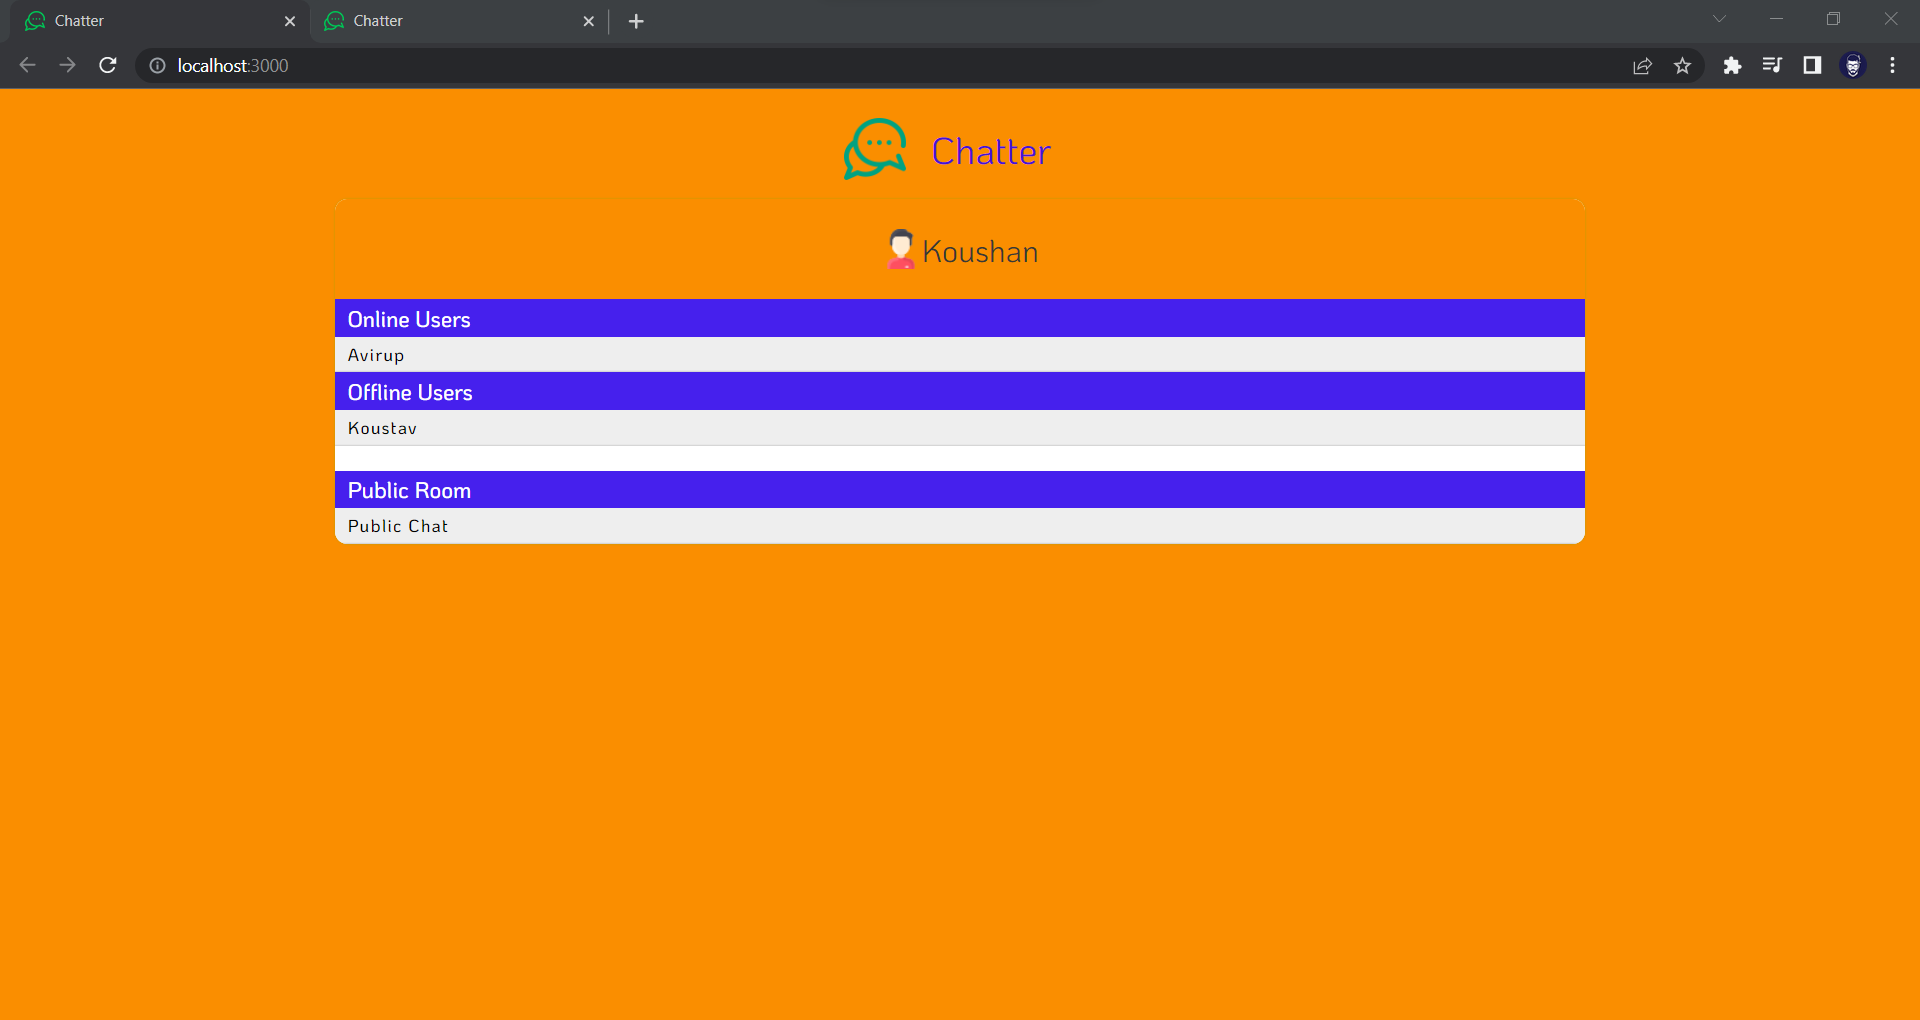 Chatter
Chatter
localhost:3000
Chatter
Koushan
Online Users
Avirup
Offline Users
Koustav
Public Room
Public Chat